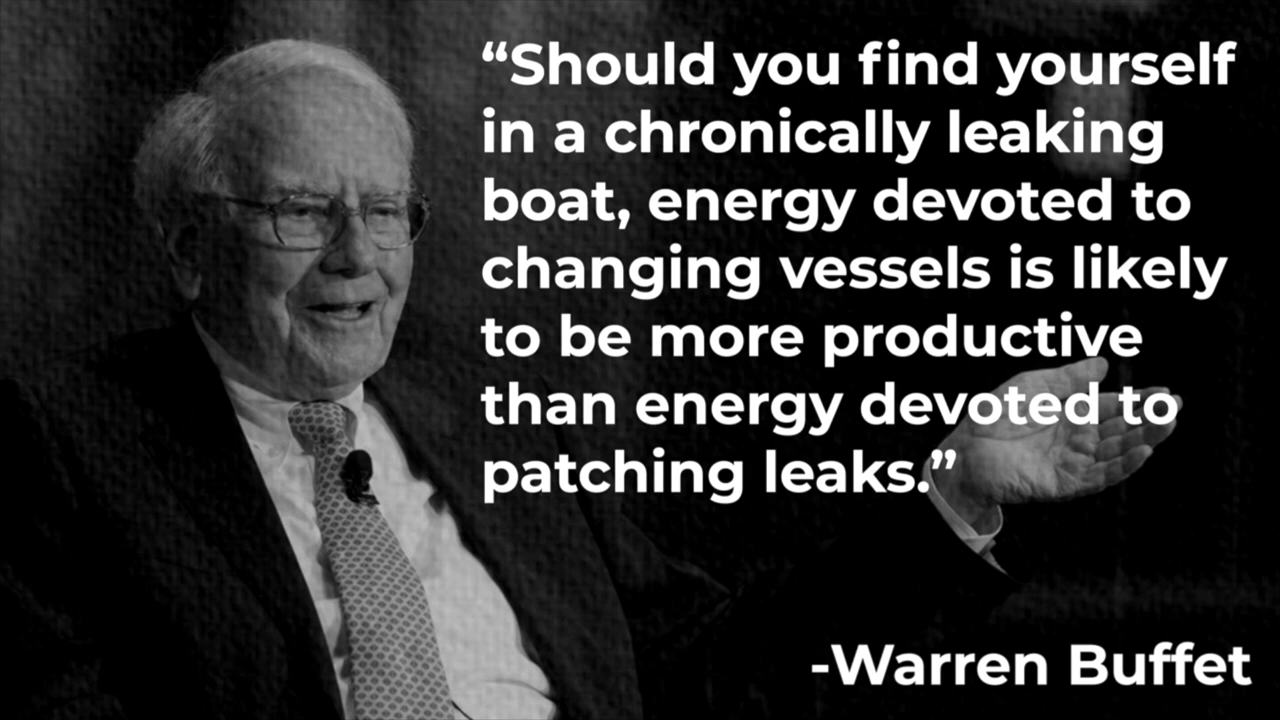 “Should you find yourself
in a chronically leaking
boat, energy devoted to
changing vessels is likely
to be more productive
than energy devoted to
patching leaks.”
-Warren Buffet